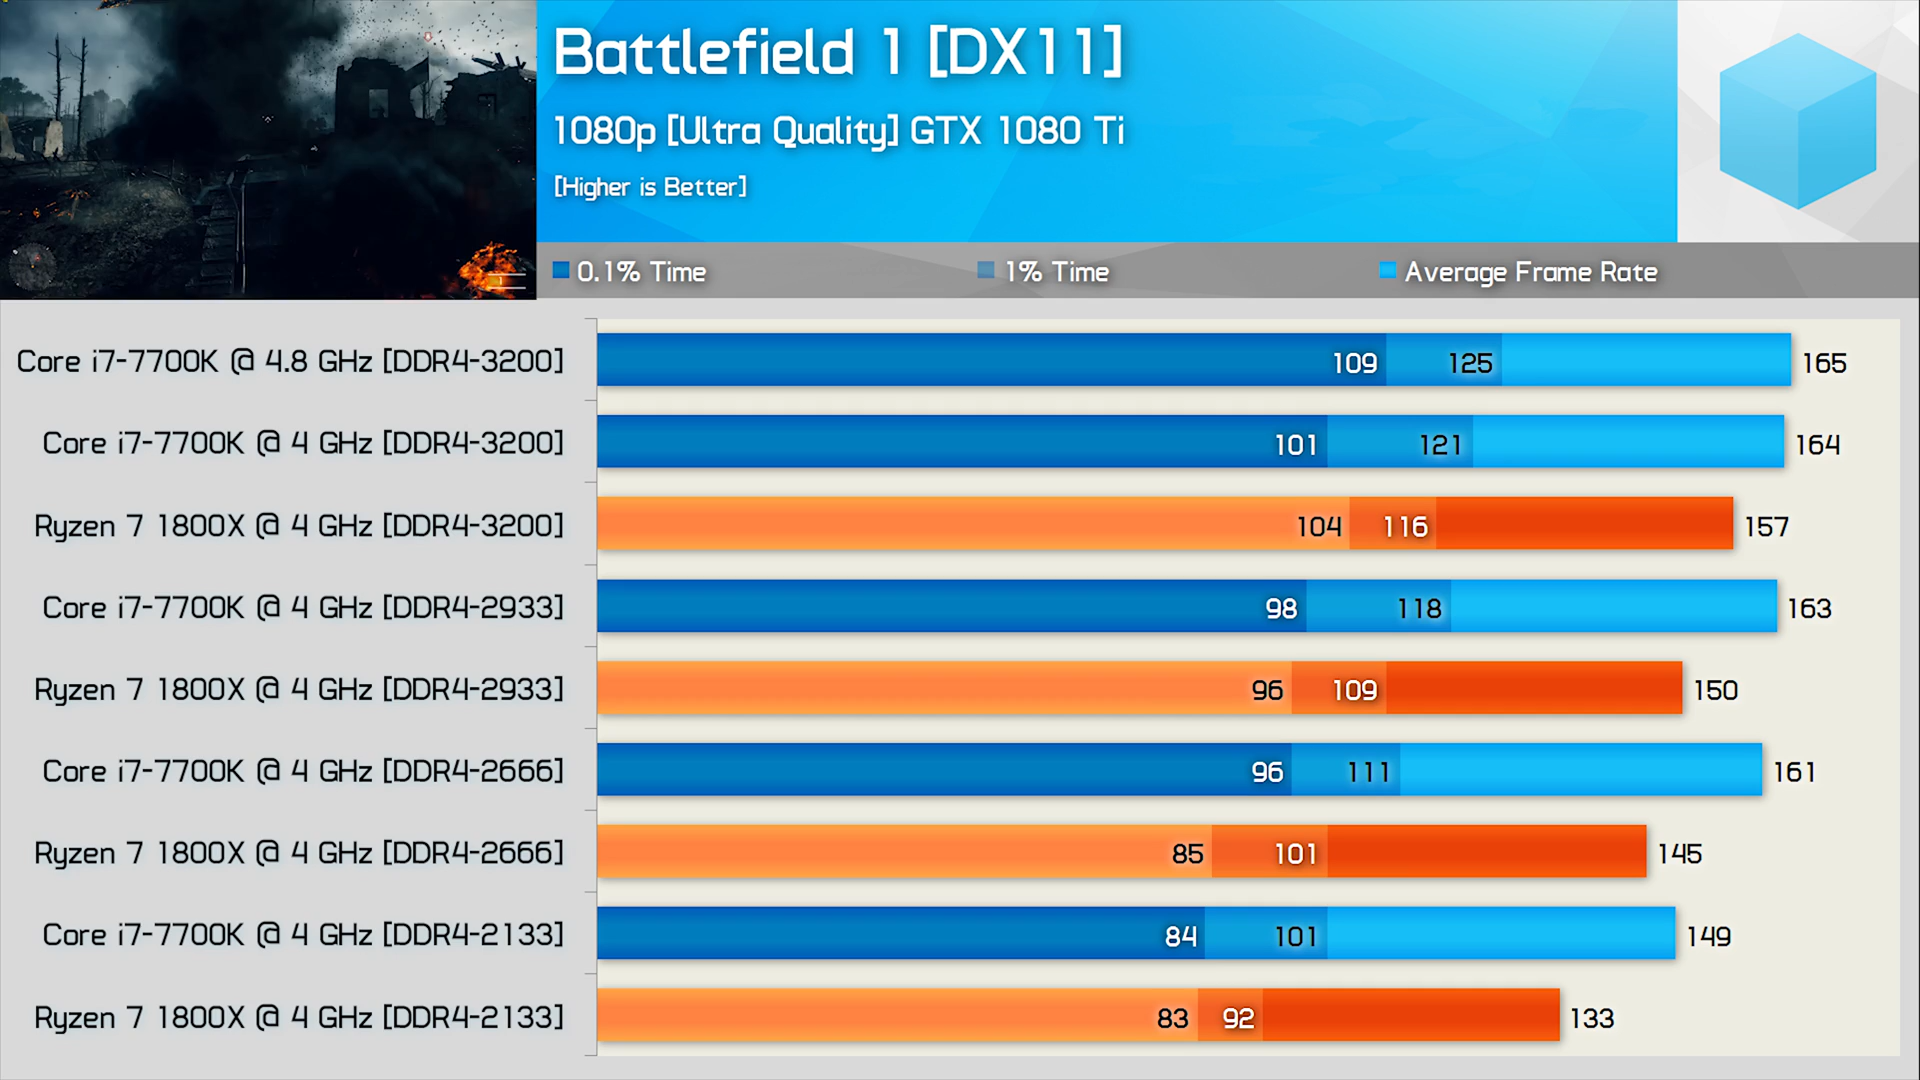 Battlefield 1 [DX11]
1080p [Ultra Quality] GTX 1080 Ti
[Higher is Better]
0.1% Time 1% Time Average Frame Rate
Core i7-7700K @ 4.8 GHz [DDR4-3200] 109 125 165
Core i7-7700K @ 4 GHz [DDR4-3200] 101 121 164
Ryzen 7 1800X @ 4 GHz [DDR4-3200] 104 116 157
Core i7-7700K @ 4 GHz [DDR4-2933] 98 118 163
Ryzen 7 1800X @ 4 GHz [DDR4-2933] 96 109 150
Core i7-7700K @ 4 GHz [DDR4-2666] 96 111 161
Ryzen 7 1800X @ 4 GHz [DDR4-2666] 85 101 145
Core i7-7700K @ 4 GHz [DDR4-2133] 84 101 149
Ryzen 7 1800X @ 4 GHz [DDR4-2133] 83 92 133